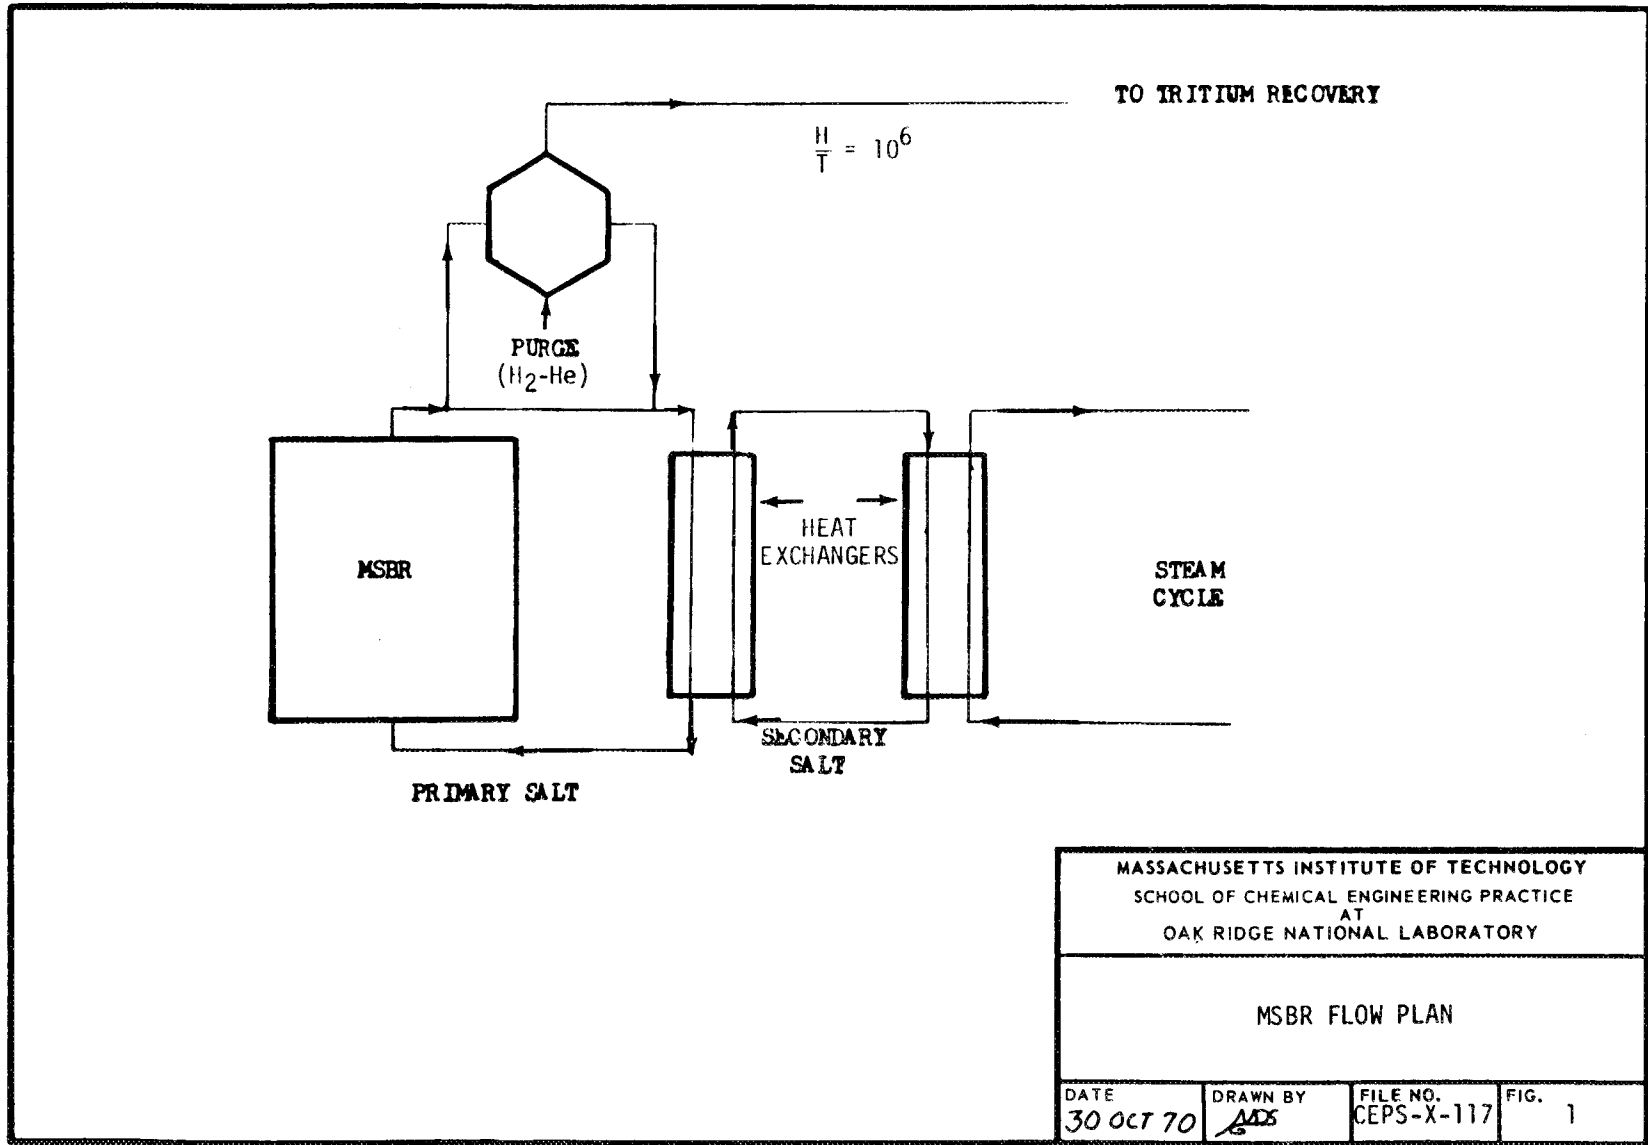 TO TRITIUM RECOVERY
H/T = 10⁶
PURGE
(H₂-He)
HEAT
EXCHANGERS
MSBR
STEAM
CYCLE
SECONDARY
SALT
PRIMARY SALT
MASSACHUSETTS INSTITUTE OF TECHNOLOGY
SCHOOL OF CHEMICAL ENGINEERING PRACTICE
AT
OAK RIDGE NATIONAL LABORATORY
MSBR FLOW PLAN
DATE
30 OCT 70
DRAWN BY
FILE NO.
CEPS-X-117
FIG.
1